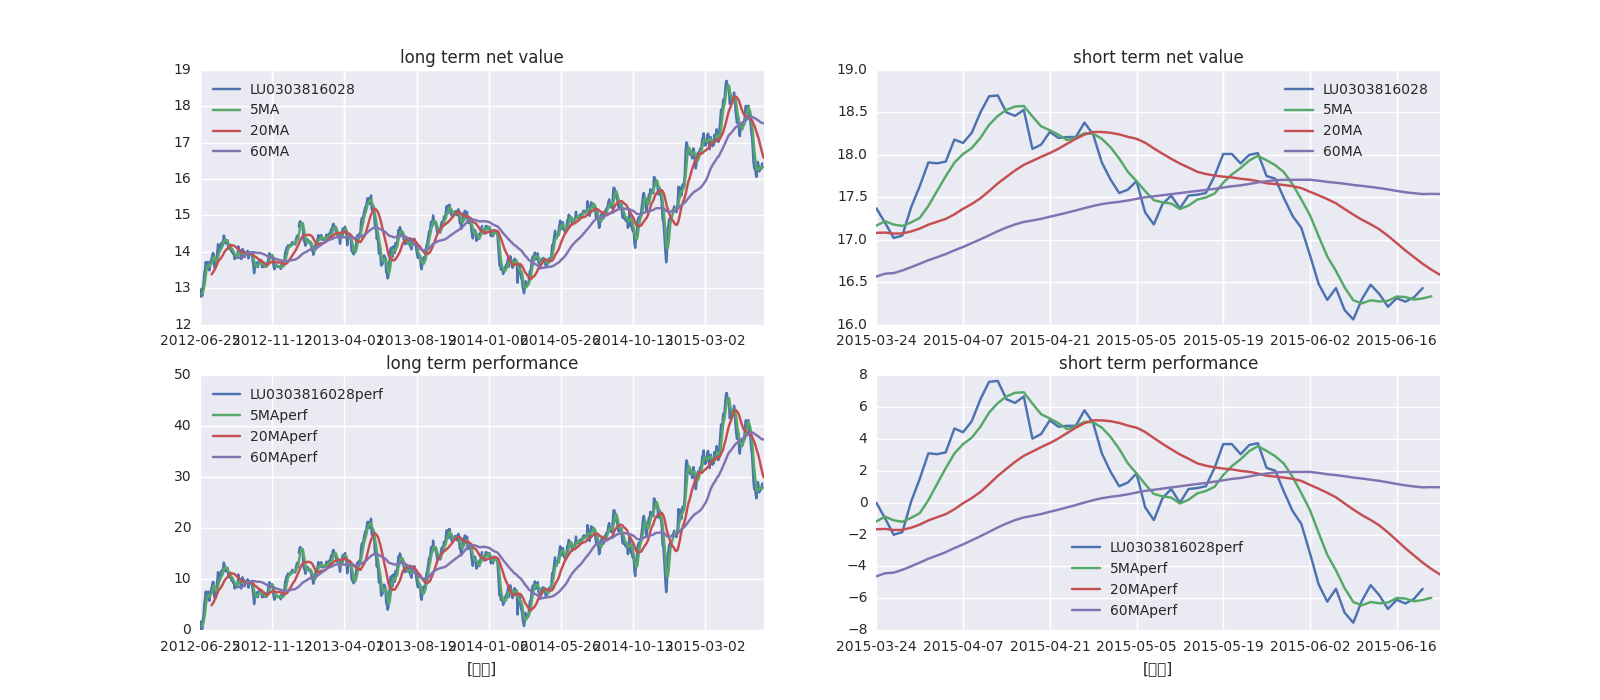 long term net value
19
18
17
16
15
14
13
12
LU0303816028
5MA
20MA
60MA
2012-06-25 2012-11-12 2013-04-01 2013-08-19 2014-01-06 2014-05-26 2014-10-13 2015-03-02
short term net value
19.0
18.5
18.0
17.5
17.0
16.5
16.0
LU0303816028
5MA
20MA
60MA
2015-03-24 2015-04-07 2015-04-21 2015-05-05 2015-05-19 2015-06-02 2015-06-16
long term performance
50
40
30
20
10
0
LU0303816028perf
5MAperf
20MAperf
60MAperf
2012-06-25 2012-11-12 2013-04-01 2013-08-19 2014-01-06 2014-05-26 2014-10-13 2015-03-02
[▯▯]
short term performance
8
6
4
2
0
−2
−4
−6
−8
LU0303816028perf
5MAperf
20MAperf
60MAperf
2015-03-24 2015-04-07 2015-04-21 2015-05-05 2015-05-19 2015-06-02 2015-06-16
[▯▯]